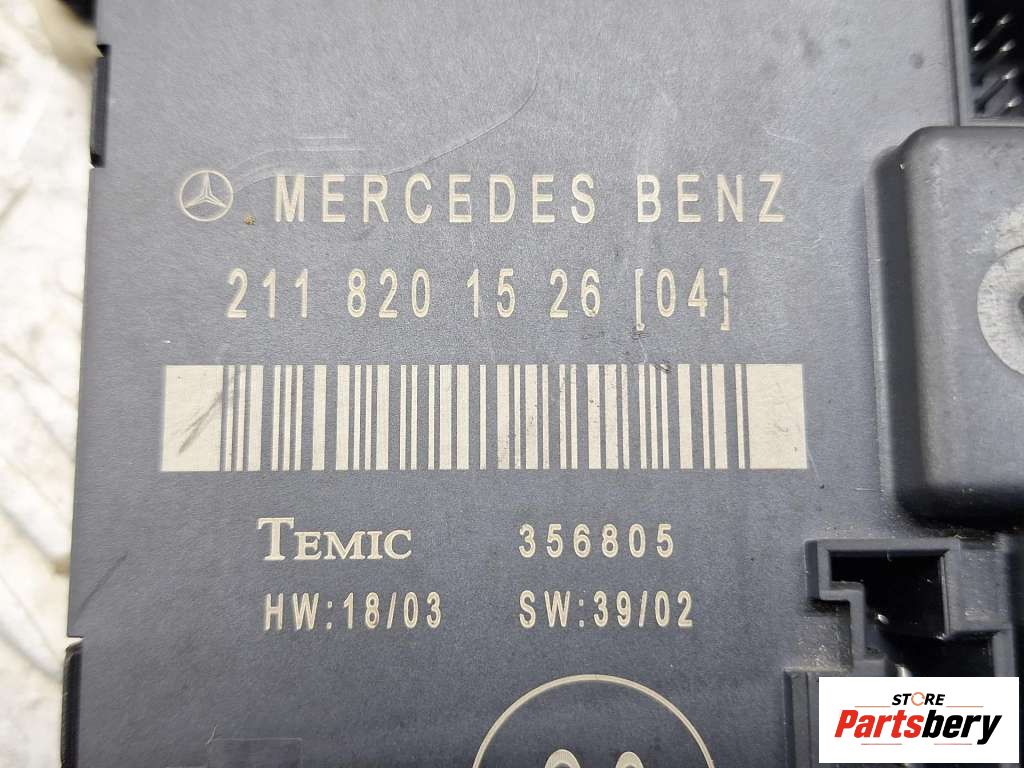 MERCEDES BENZ
211 820 15 26 [04]
TEMIC 356805
HW:18/03 SW:39/02
STORE
Partsbery